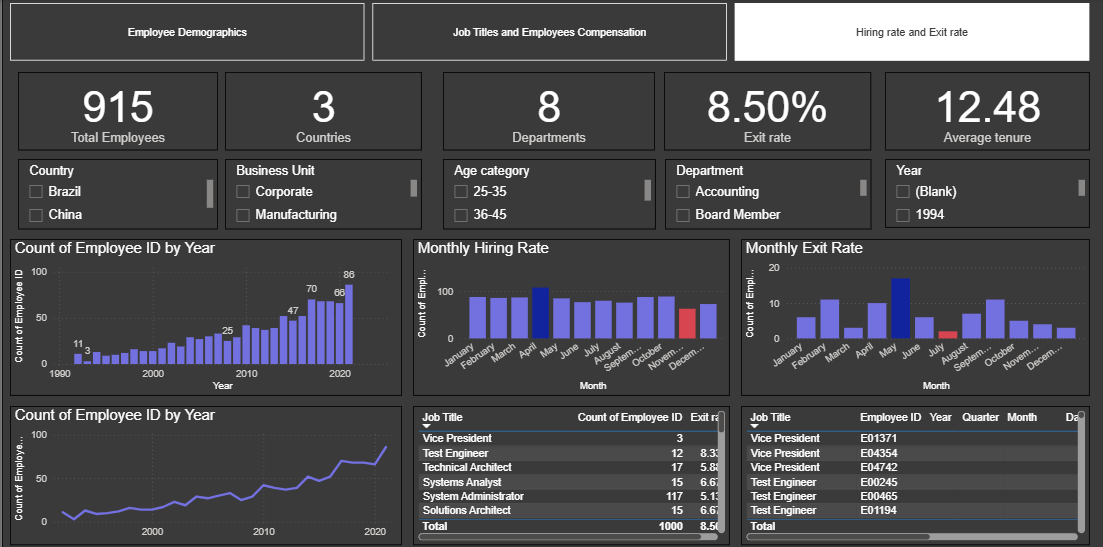 Employee Demographics
Job Titles and Employees Compensation
Hiring rate and Exit rate
915
Total Employees
3
Countries
8
Departments
8.50%
Exit rate
12.48
Average tenure
Country
Brazil
China
Business Unit
Corporate
Manufacturing
Age category
25-35
36-45
Department
Accounting
Board Member
Year
(Blank)
1994
Count of Employee ID by Year
Count of Employee ID
100
50
0
11
3
25
47
70
66
86
1990
2000
2010
2020
Year
Monthly Hiring Rate
Count of Empl...
100
0
January
February
March
April
May
June
July
August
Septem...
October
Novem...
Decem...
Month
Monthly Exit Rate
Count of Empl...
20
10
0
January
February
March
April
May
June
July
August
Septem...
October
Novem...
Decem...
Month
Count of Employee ID by Year
Count of Employe...
100
50
0
2000
2010
2020
Job Title Count of Employee ID Exit ra
Vice President 3
Test Engineer 12 8.33
Technical Architect 17 5.88
Systems Analyst 15 6.67
System Administrator 117 5.13
Solutions Architect 15 6.67
Total 1000 8.50
Job Title Employee ID Year Quarter Month Da
Vice President E01371
Vice President E04354
Vice President E04742
Test Engineer E00245
Test Engineer E00465
Test Engineer E01194
Total